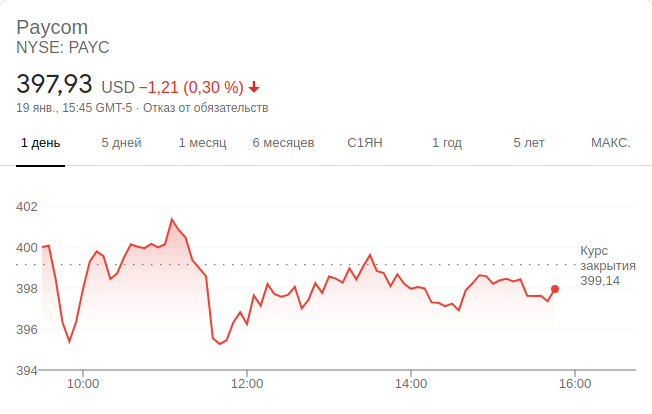 Paycom
NYSE: PAYC
397,93 USD −1,21 (0,30 %)
19 янв., 15:45 GMT-5 · Отказ от обязательств
1 день 5 дней 1 месяц 6 месяцев С1ЯН 1 год 5 лет МАКС.
402
400
398
396
394
Курс
закрытия
399,14
10:00 12:00 14:00 16:00